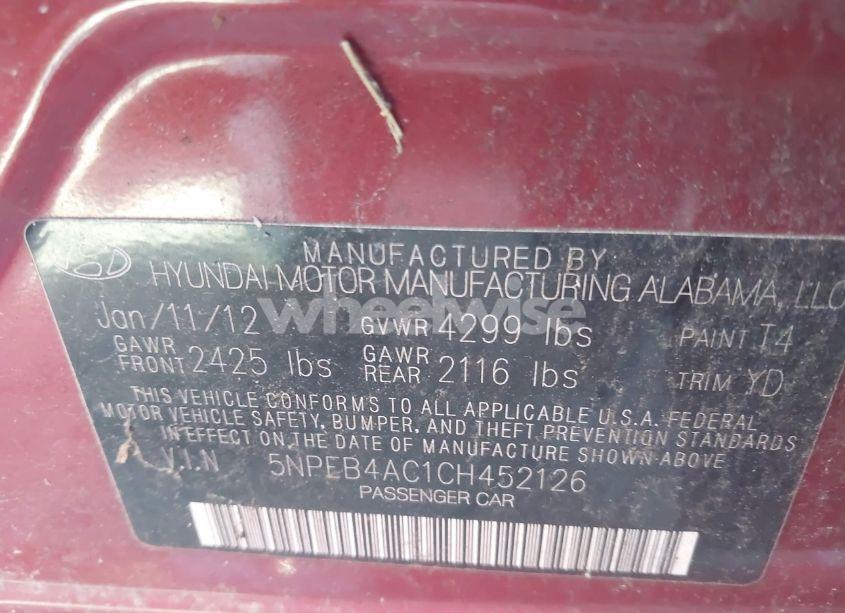 MANUFACTURED BY
HYUNDAI MOTOR MANUFACTURING ALABAMA, LLC
Jan/11/12 GVWR 4299 lbs PAINT T4
GAWR FRONT 2425 lbs GAWR REAR 2116 lbs TRIM YD
THIS VEHICLE CONFORMS TO ALL APPLICABLE U.S.A. FEDERAL
MOTOR VEHICLE SAFETY, BUMPER, AND THEFT PREVENTION STANDARDS
IN EFFECT ON THE DATE OF MANUFACTURE SHOWN ABOVE
V.I.N 5NPEB4AC1CH452126
PASSENGER CAR
wheelwise